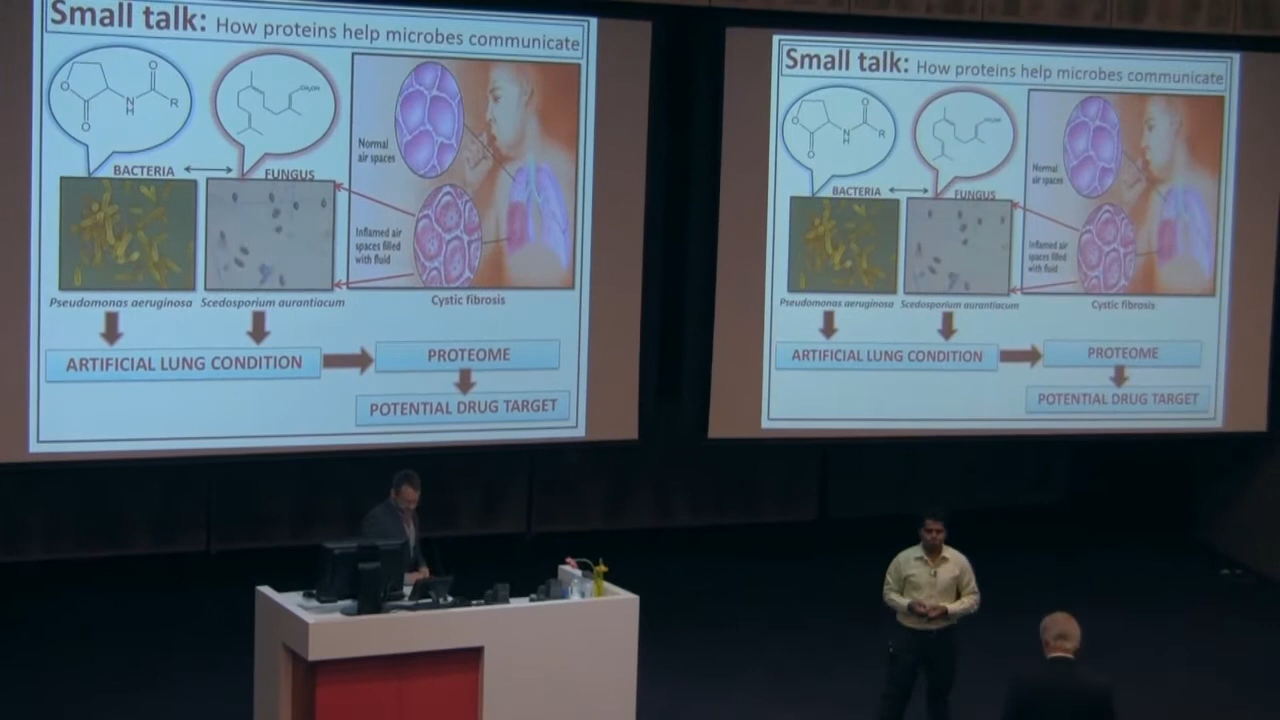 Small talk: How proteins help microbes communicate
O
O
N
H
O
R
CH₂OH
Normal
air spaces
BACTERIA
FUNGUS
Inflamed air
spaces filled
with fluid
Pseudomonas aeruginosa
Scedosporium aurantiacum
Cystic fibrosis
ARTIFICIAL LUNG CONDITION
PROTEOME
POTENTIAL DRUG TARGET
Small talk: How proteins help microbes communicate
O
O
N
H
O
R
Normal
air spaces
BACTERIA
FUNGUS
Inflamed air
spaces filled
with fluid
Pseudomonas aeruginosa
Scedosporium aurantiacum
Cystic fibrosis
ARTIFICIAL LUNG CONDITION
PROTEOME
POTENTIAL DRUG TARGET